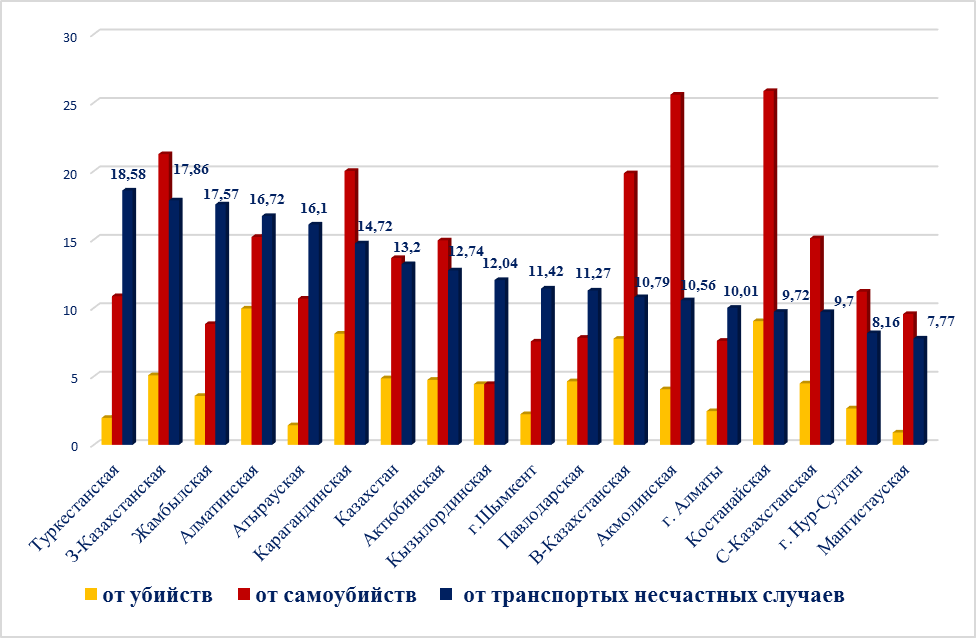 30
25
20
15
10
5
0
18,58
17,86
17,57
16,72
16,1
14,72
13,2
12,74
12,04
11,42
11,27
10,79
10,56
10,01
9,72
9,7
8,16
7,77
Туркестанская
З-Казахстанская
Жамбылская
Алматинская
Атырауская
Карагандинская
Казахстан
Актюбинская
Кызылординская
г.Шымкент
Павлодарская
В-Казахстанская
Акмолинская
г. Алматы
Костанайская
С-Казахстанская
г. Нур-Султан
Мангистауская
от убийств от самоубийств от транспортых несчастных случаев